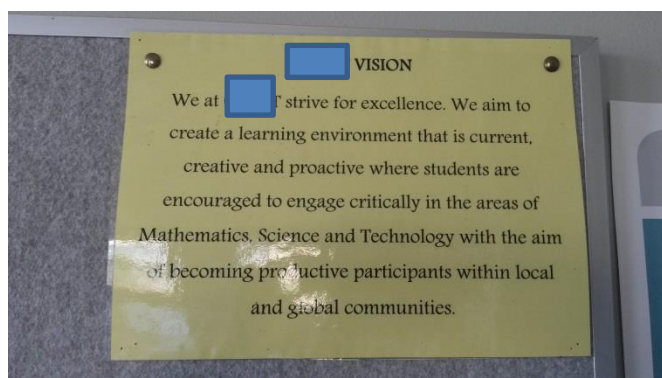 VISION
We at T strive for excellence. We aim to
create a learning environment that is current,
creative and proactive where students are
encouraged to engage critically in the areas of
Mathematics, Science and Technology with the aim
of becoming productive participants within local
and global communities.